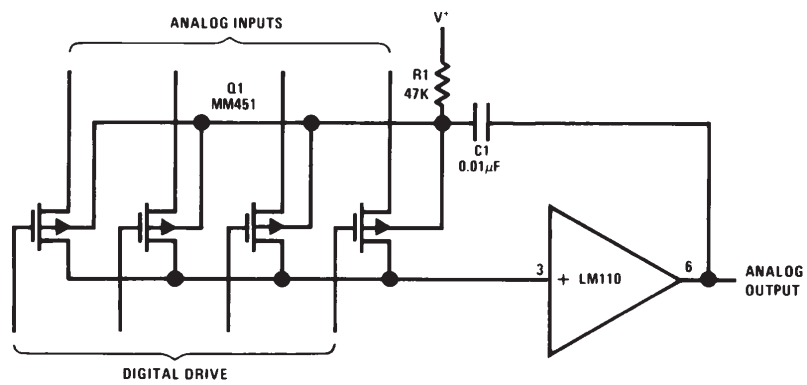 ANALOG INPUTS
V+
R1
47K
Q1
MM451
C1
0.01μF
3
+
LM110
6
ANALOG
OUTPUT
DIGITAL DRIVE